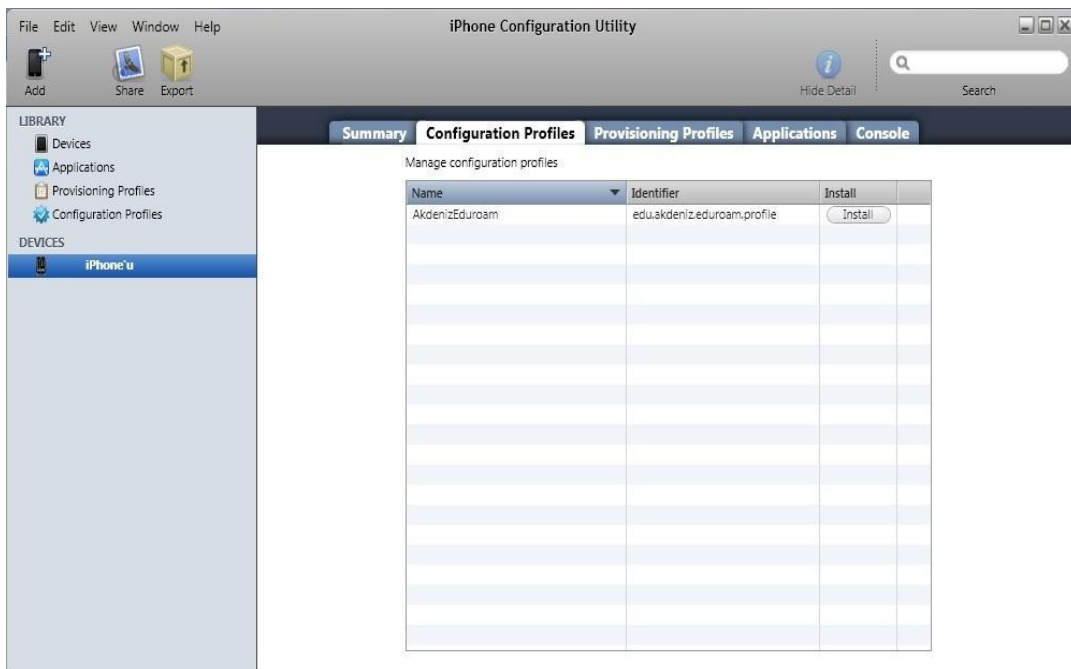 File Edit View Window Help
iPhone Configuration Utility
Add
Share
Export
Hide Detail
Search
LIBRARY
Devices
Applications
Provisioning Profiles
Configuration Profiles
DEVICES
iPhone'u
Summary Configuration Profiles Provisioning Profiles Applications Console
Manage configuration profiles
Name Identifier Install
AkdenizEduroam edu.akdeniz.eduroam.profile Install